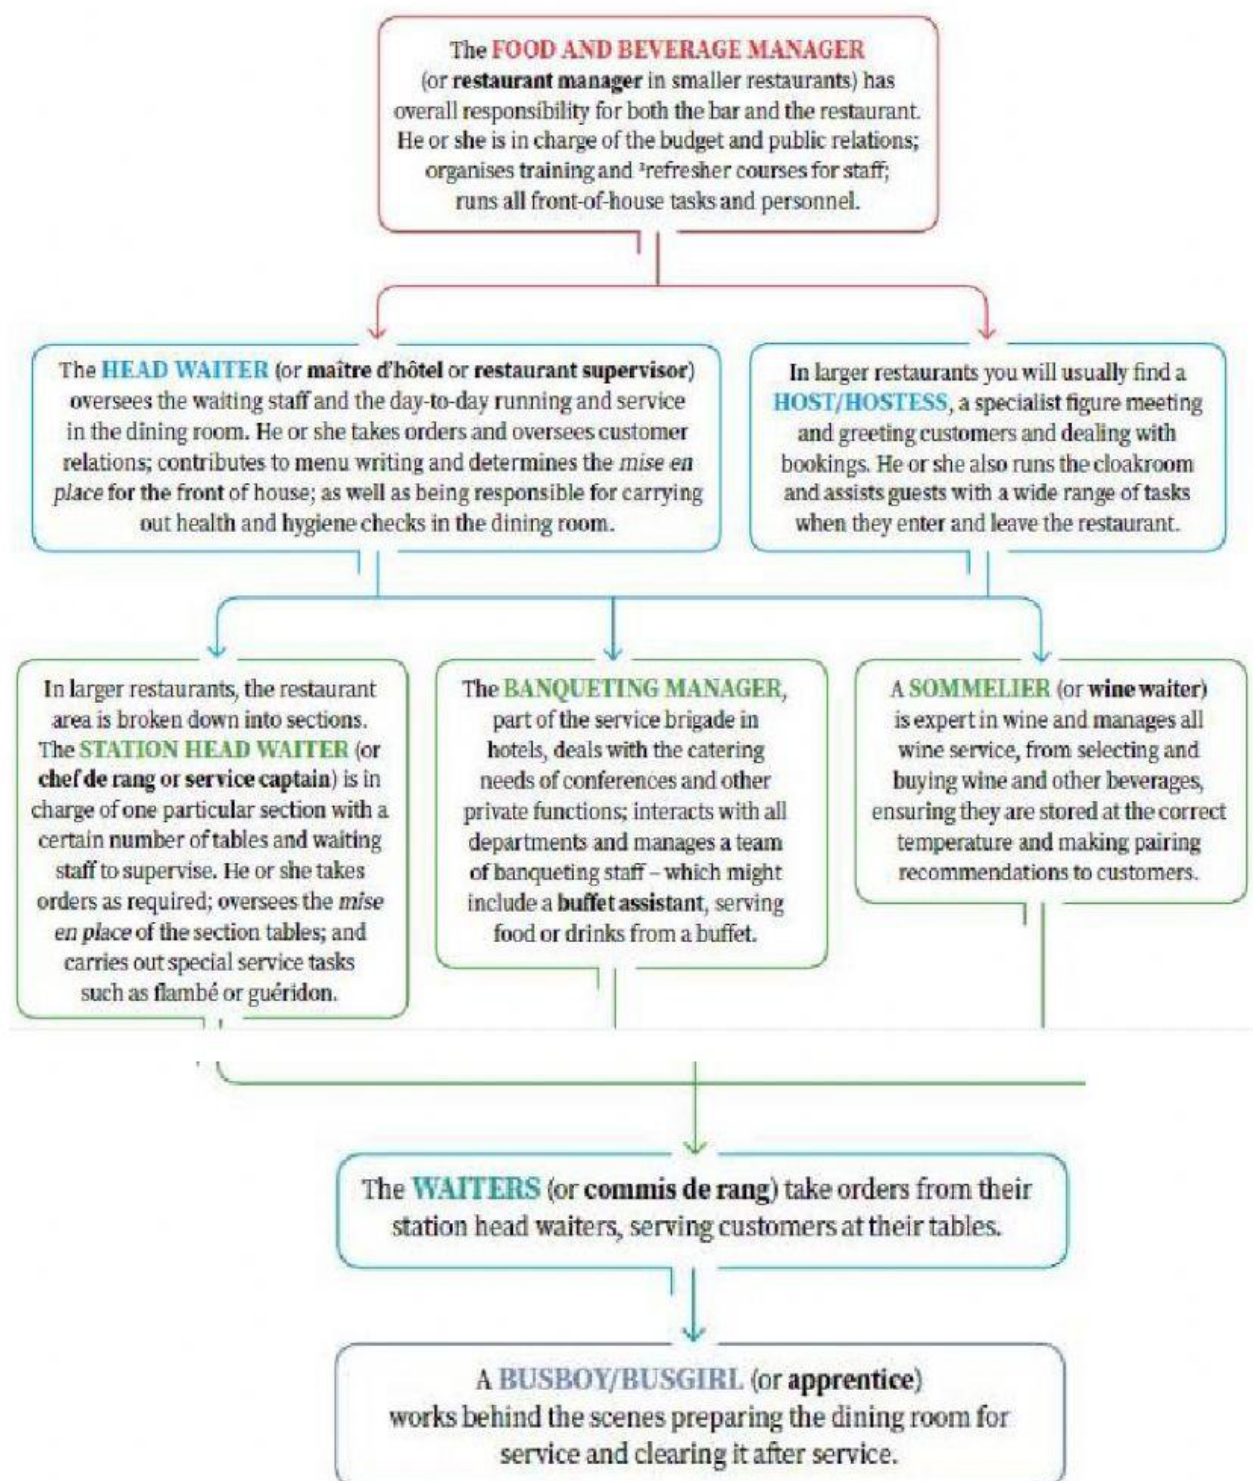 The FOOD AND BEVERAGE MANAGER
(or restaurant manager in smaller restaurants) has
overall responsibility for both the bar and the restaurant.
He or she is in charge of the budget and public relations;
organises training and ²refresher courses for staff;
runs all front-of-house tasks and personnel.
The HEAD WAITER (or maître d'hôtel or restaurant supervisor)
oversees the waiting staff and the day-to-day running and service
in the dining room. He or she takes orders and oversees customer
relations; contributes to menu writing and determines the mise en
place for the front of house; as well as being responsible for carrying
out health and hygiene checks in the dining room.
In larger restaurants you will usually find a
HOST/HOSTESS, a specialist figure meeting
and greeting customers and dealing with
bookings. He or she also runs the cloakroom
and assists guests with a wide range of tasks
when they enter and leave the restaurant.
In larger restaurants, the restaurant
area is broken down into sections.
The STATION HEAD WAITER (or
chef de rang or service captain) is in
charge of one particular section with a
certain number of tables and waiting
staff to supervise. He or she takes
orders as required; oversees the mise
en place of the section tables; and
carries out special service tasks
such as flambé or guéridon.
The BANQUETING MANAGER,
part of the service brigade in
hotels, deals with the catering
needs of conferences and other
private functions; interacts with all
departments and manages a team
of banqueting staff – which might
include a buffet assistant, serving
food or drinks from a buffet.
A SOMMELIER (or wine waiter)
is expert in wine and manages all
wine service, from selecting and
buying wine and other beverages,
ensuring they are stored at the correct
temperature and making pairing
recommendations to customers.
The WAITERS (or commis de rang) take orders from their
station head waiters, serving customers at their tables.
A BUSBOY/BUSGIRL (or apprentice)
works behind the scenes preparing the dining room for
service and clearing it after service.